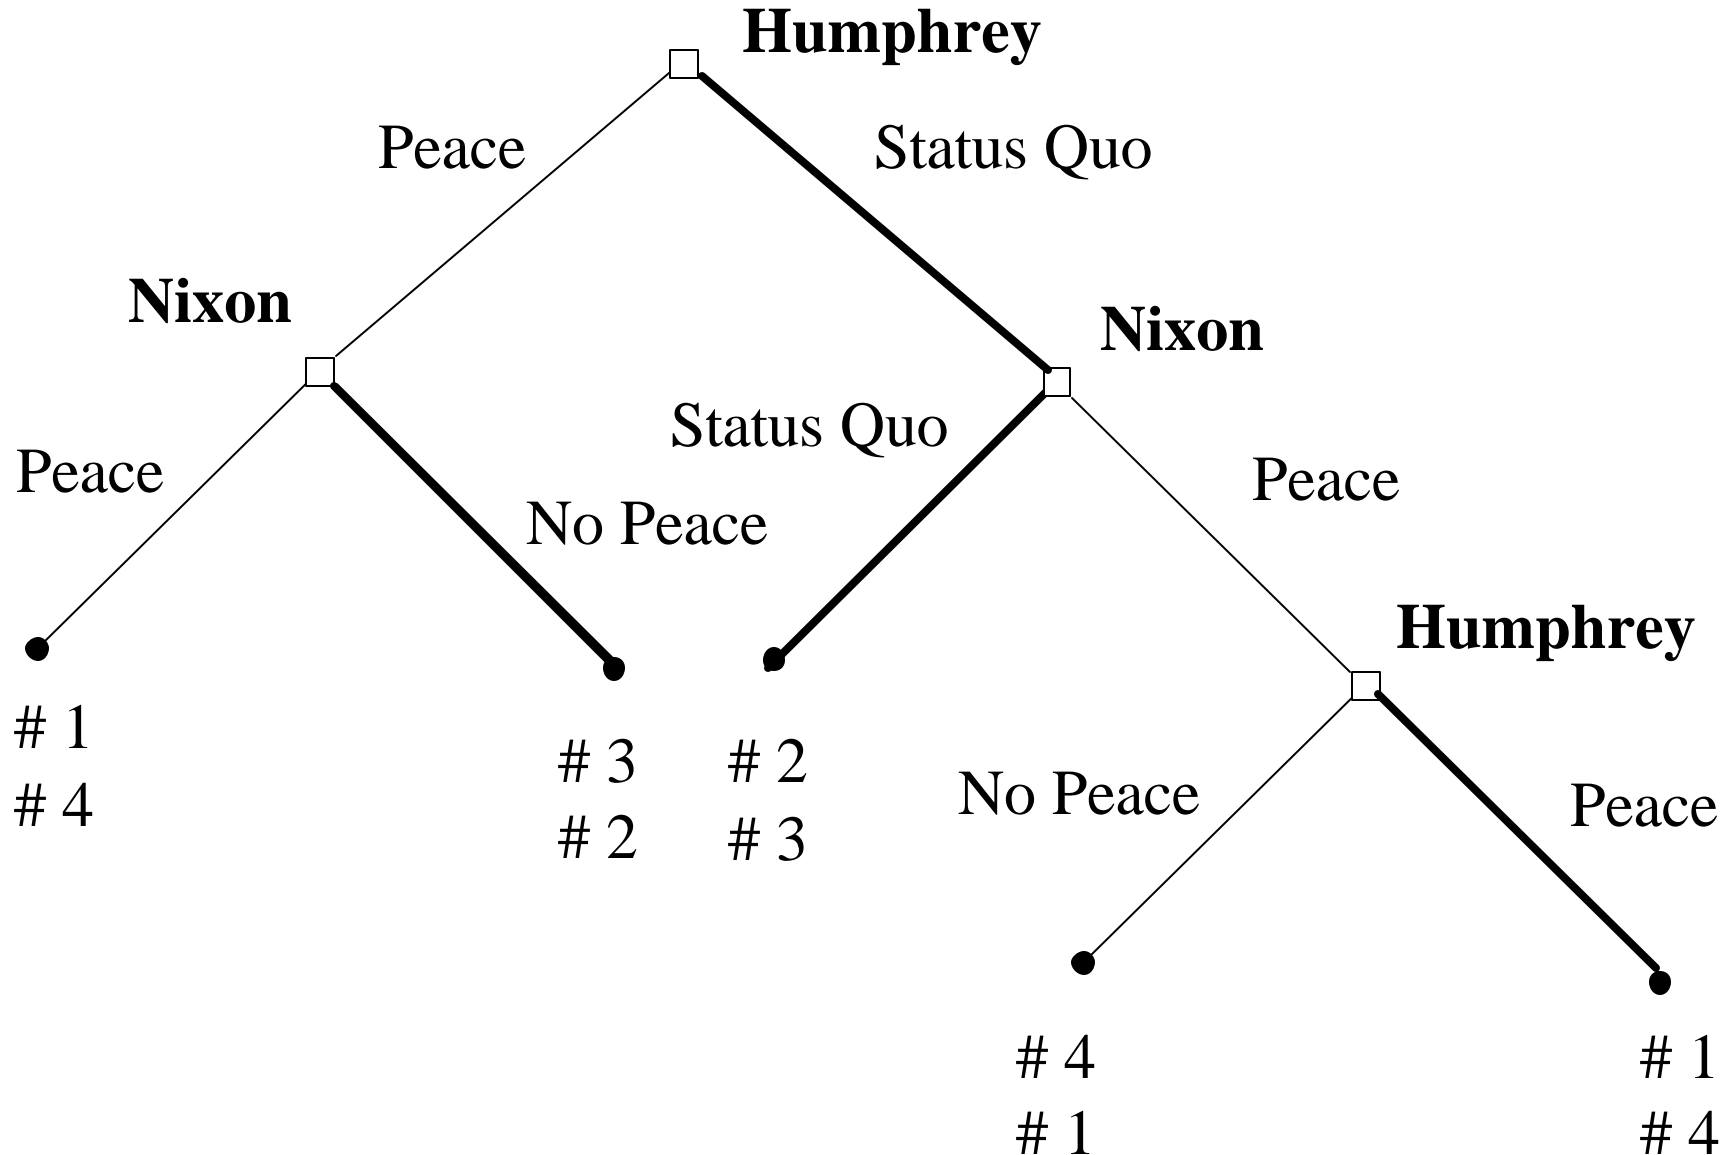 Humphrey
Peace
Status Quo
Nixon
Nixon
Status Quo
Peace
Peace
No Peace
Humphrey
# 1
# 4
# 3
# 2
# 2
# 3
No Peace
Peace
# 4
# 1
# 1
# 4